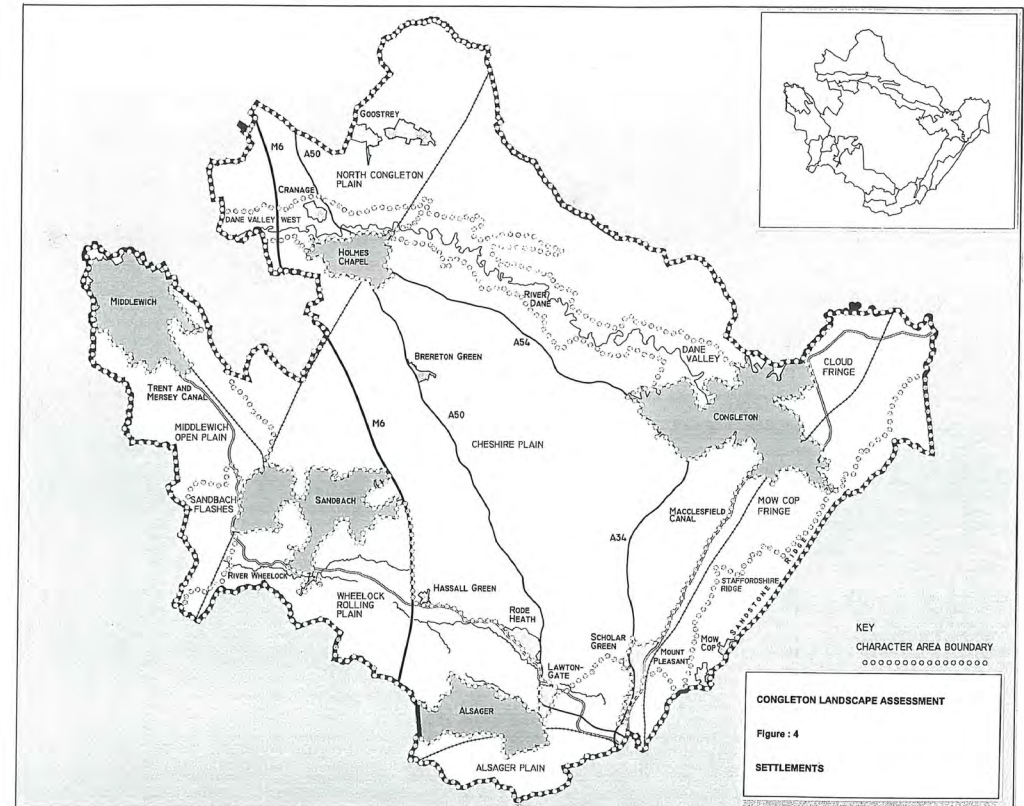 GOOSTREY
M6
A50
NORTH CONGLETON
PLAIN
CRANAGE
DANE VALLEY WEST
HOLMES
CHAPEL
MIDDLEWICH
RIVER
DANE
A54
DANE
VALLEY
CLOUD
FRINGE
BRERETON GREEN
TRENT AND
MERSEY CANAL
CONGLETON
A50
MIDDLEWICH
OPEN PLAIN
M6
CHESHIRE PLAIN
SANDBACH
FLASHES
SANDBACH
MACCLESFIELD
CANAL
MOW COP
FRINGE
A34
SANDSTONE RIDGE
STAFFORDSHIRE
RIDGE
RIVER WHEELOCK
WHEELOCK
ROLLING
PLAIN
HASSALL GREEN
RODE
HEATH
SCHOLAR
GREEN
MOUNT
PLEASANT
MOW
COP
LAWTON-
GATE
ALSAGER
ALSAGER PLAIN
KEY
CHARACTER AREA BOUNDARY
CONGLETON LANDSCAPE ASSESSMENT
Figure : 4
SETTLEMENTS